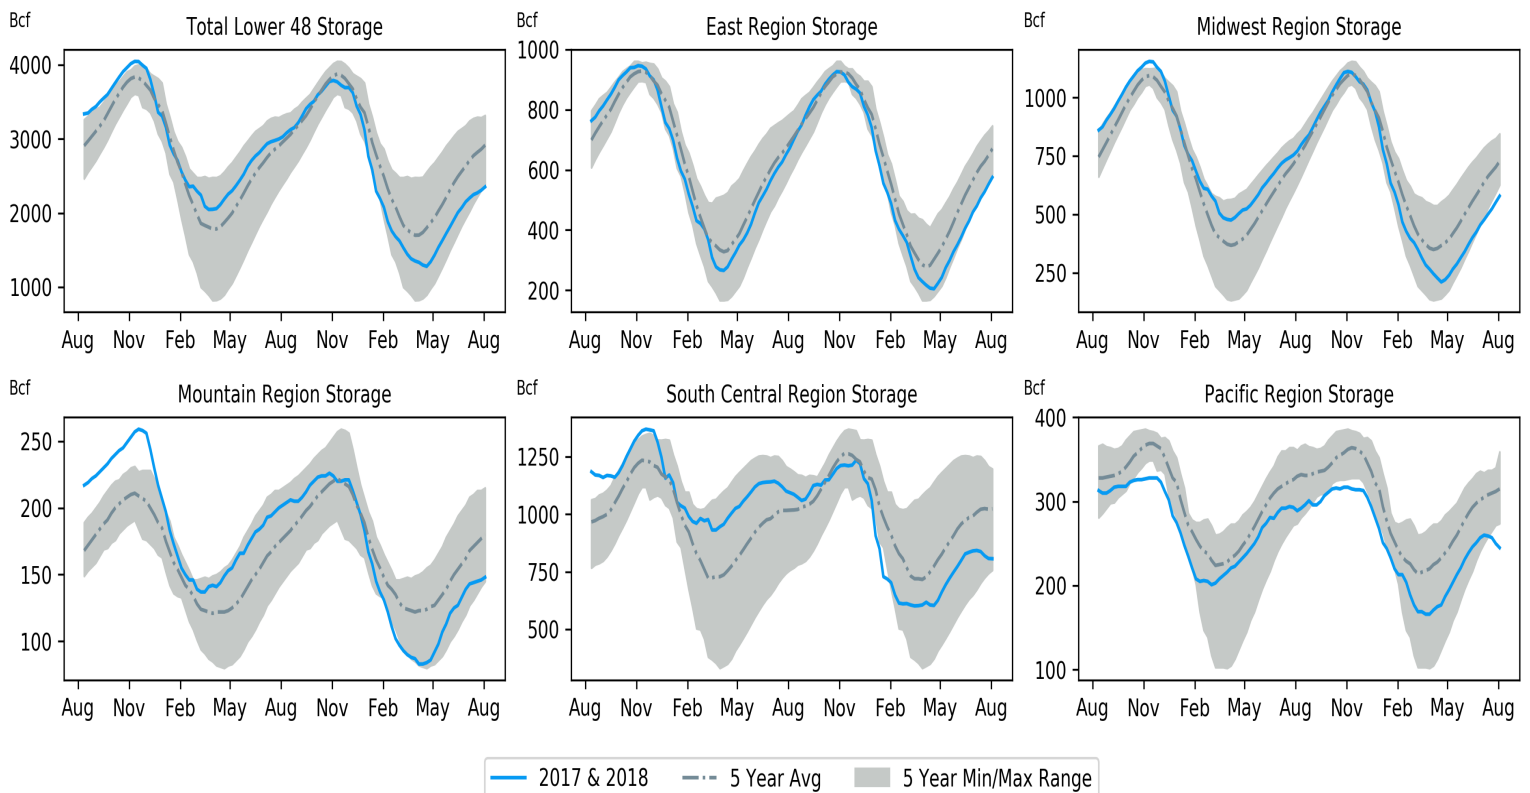 Bcf Total Lower 48 Storage
4000
3000
2000
1000
Aug Nov Feb May Aug Nov Feb May Aug
Bcf East Region Storage
1000
800
600
400
200
Aug Nov Feb May Aug Nov Feb May Aug
Bcf Midwest Region Storage
1000
750
500
250
Aug Nov Feb May Aug Nov Feb May Aug
Bcf Mountain Region Storage
250
200
150
100
Aug Nov Feb May Aug Nov Feb May Aug
Bcf South Central Region Storage
1250
1000
750
500
Aug Nov Feb May Aug Nov Feb May Aug
Bcf Pacific Region Storage
400
300
200
100
Aug Nov Feb May Aug Nov Feb May Aug
2017 & 2018 5 Year Avg 5 Year Min/Max Range